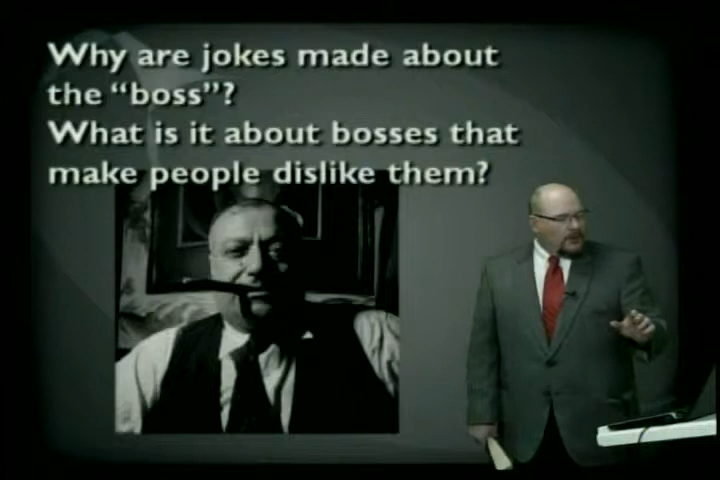 Why are jokes made about
the “boss”?
What is it about bosses that
make people dislike them?